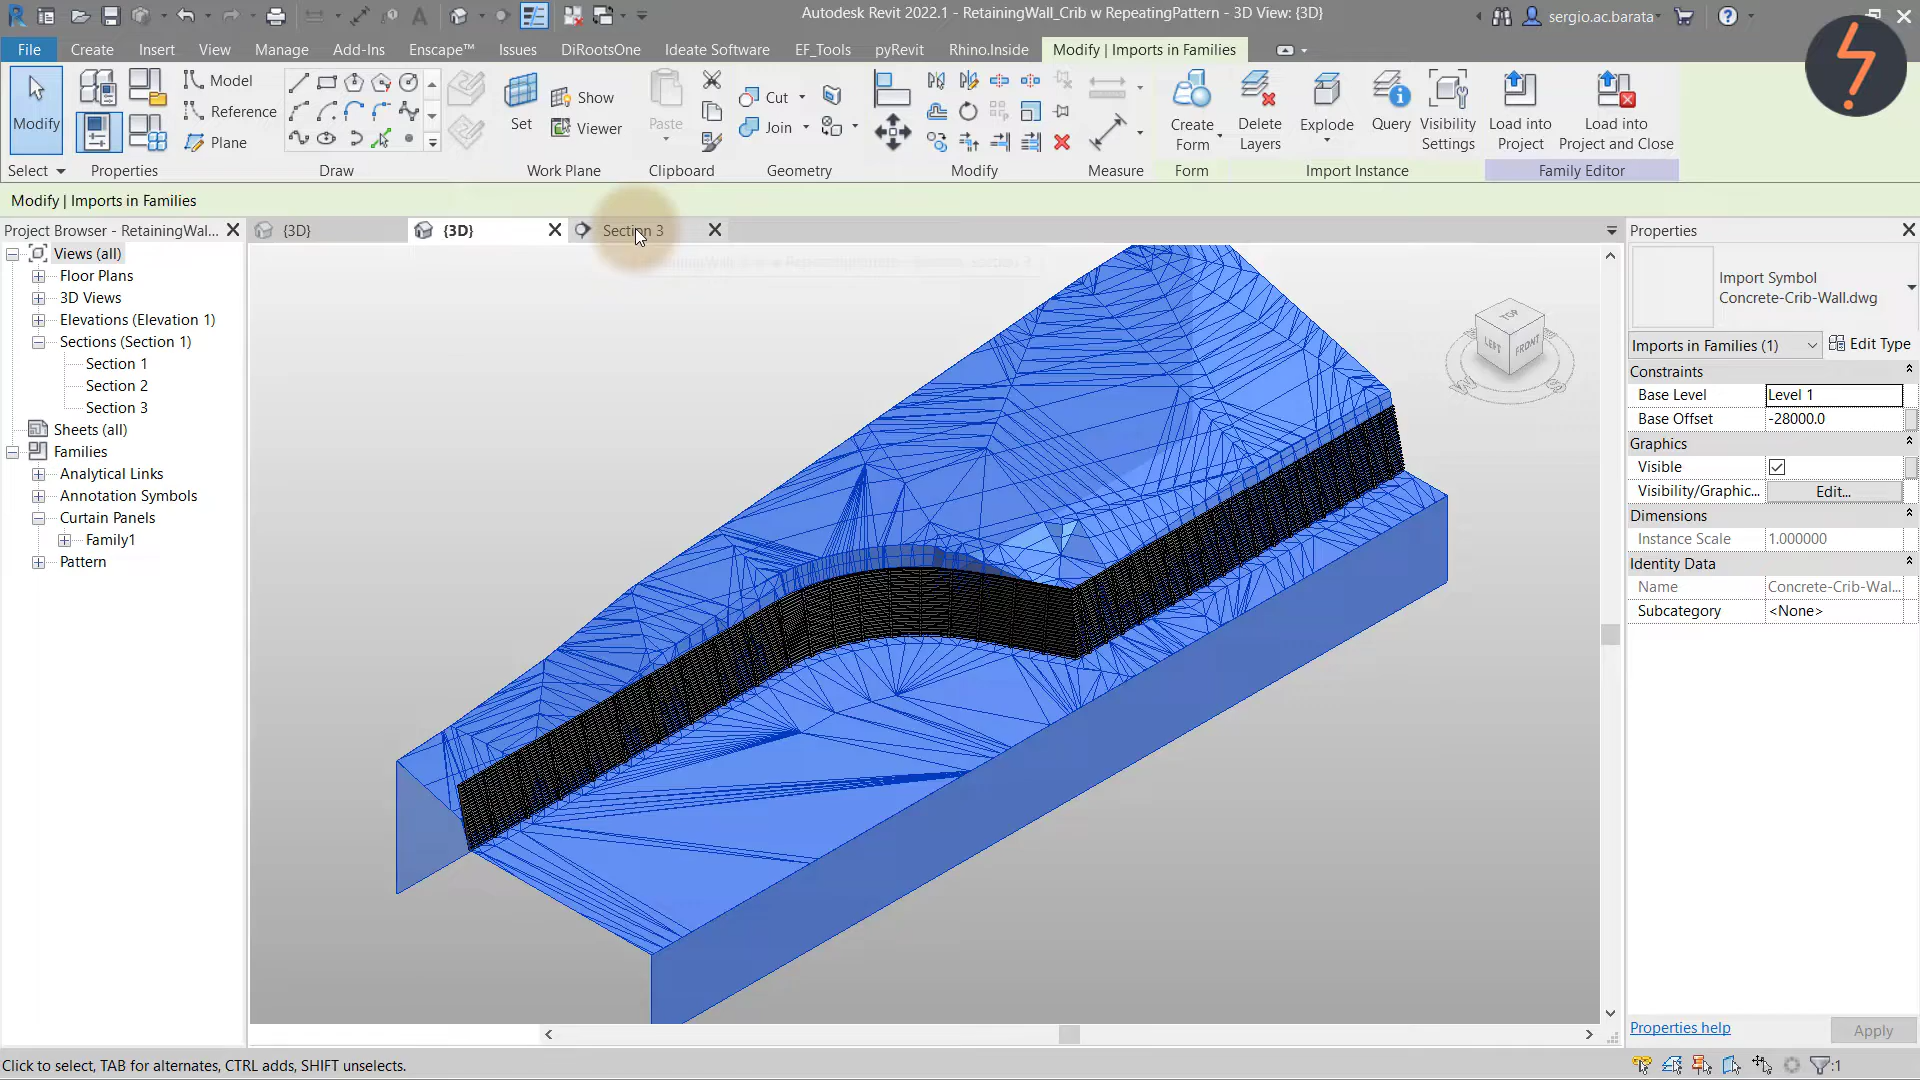 Autodesk Revit 2022.1 - RetainingWall_Crib w RepeatingPattern - 3D View: {3D}
sergio.ac.barata
File Create Insert View Manage Add-Ins Enscape™ Issues DiRootsOne Ideate Software EF_Tools pyRevit Rhino.Inside Modify | Imports in Families
Modify
Model
Reference
Plane
Set
Show
Viewer
Paste
Cut
Join
Create Form
Delete Layers
Explode
Query
Visibility Settings
Load into Project
Load into Project and Close
Select Properties Draw Work Plane Clipboard Geometry Modify Measure Form Import Instance Family Editor
Modify | Imports in Families
Project Browser - RetainingWal...
{3D}
{3D}
Section 3
Properties
Views (all)
Floor Plans
3D Views
Elevations (Elevation 1)
Sections (Section 1)
Section 1
Section 2
Section 3
Sheets (all)
Families
Analytical Links
Annotation Symbols
Curtain Panels
Family1
Pattern
TOP
LEFT
FRONT
W
S
Import Symbol
Concrete-Crib-Wall.dwg
Imports in Families (1)
Edit Type
Constraints
Base Level Level 1
Base Offset -28000.0
Graphics
Visible
Visibility/Graphic... Edit...
Dimensions
Instance Scale 1.000000
Identity Data
Name Concrete-Crib-Wal...
Subcategory <None>
Properties help
Apply
Click to select, TAB for alternates, CTRL adds, SHIFT unselects.
:1